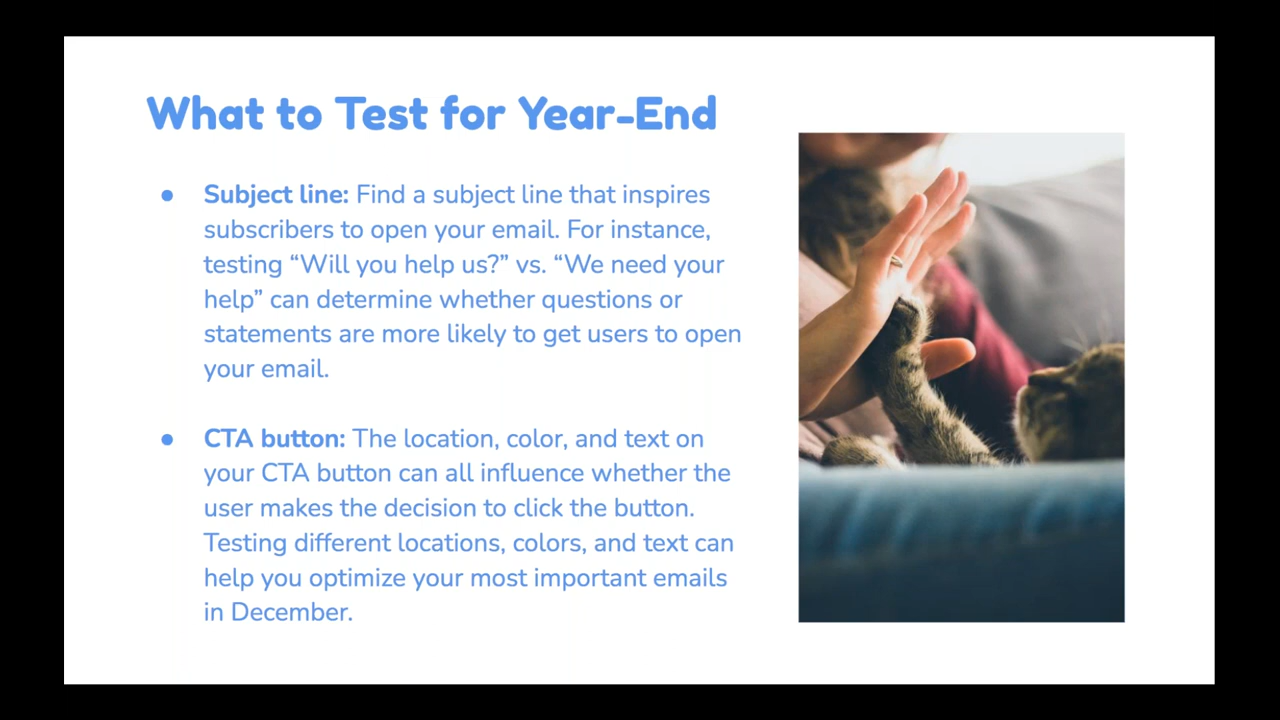 What to Test for Year-End
● Subject line: Find a subject line that inspires
subscribers to open your email. For instance,
testing “Will you help us?” vs. “We need your
help” can determine whether questions or
statements are more likely to get users to open
your email.
● CTA button: The location, color, and text on
your CTA button can all influence whether the
user makes the decision to click the button.
Testing different locations, colors, and text can
help you optimize your most important emails
in December.